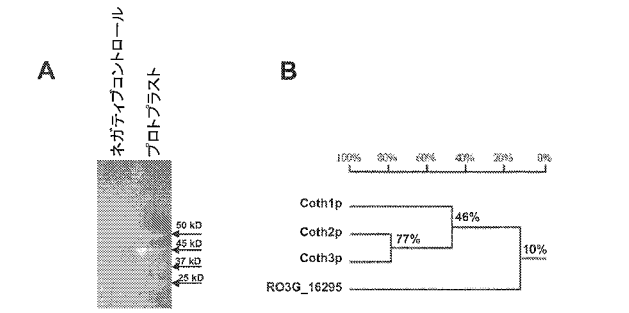 A
ネガティブコントロール
プロトプラスト
50 kD
45 kD
37 kD
25 kD
B
100% 80% 60% 40% 20% 0%
Coth1p
46%
Coth2p
77%
Coth3p
10%
RO3G_16295